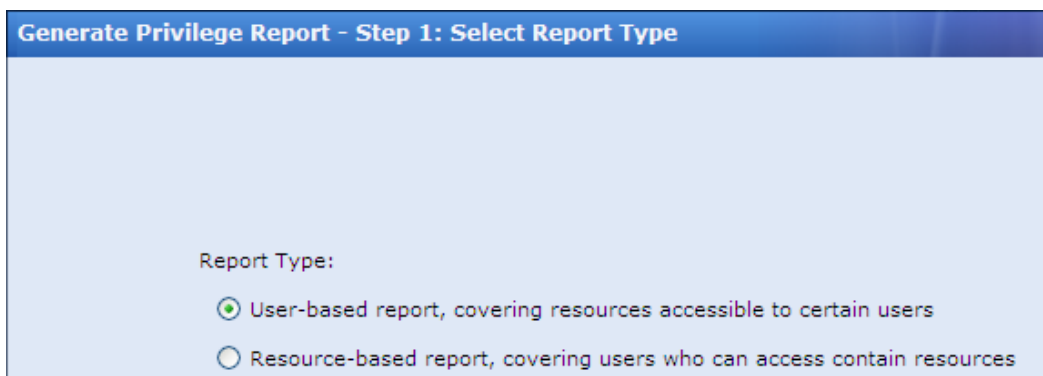 Generate Privilege Report - Step 1: Select Report Type
Report Type:
User-based report, covering resources accessible to certain users
Resource-based report, covering users who can access contain resources